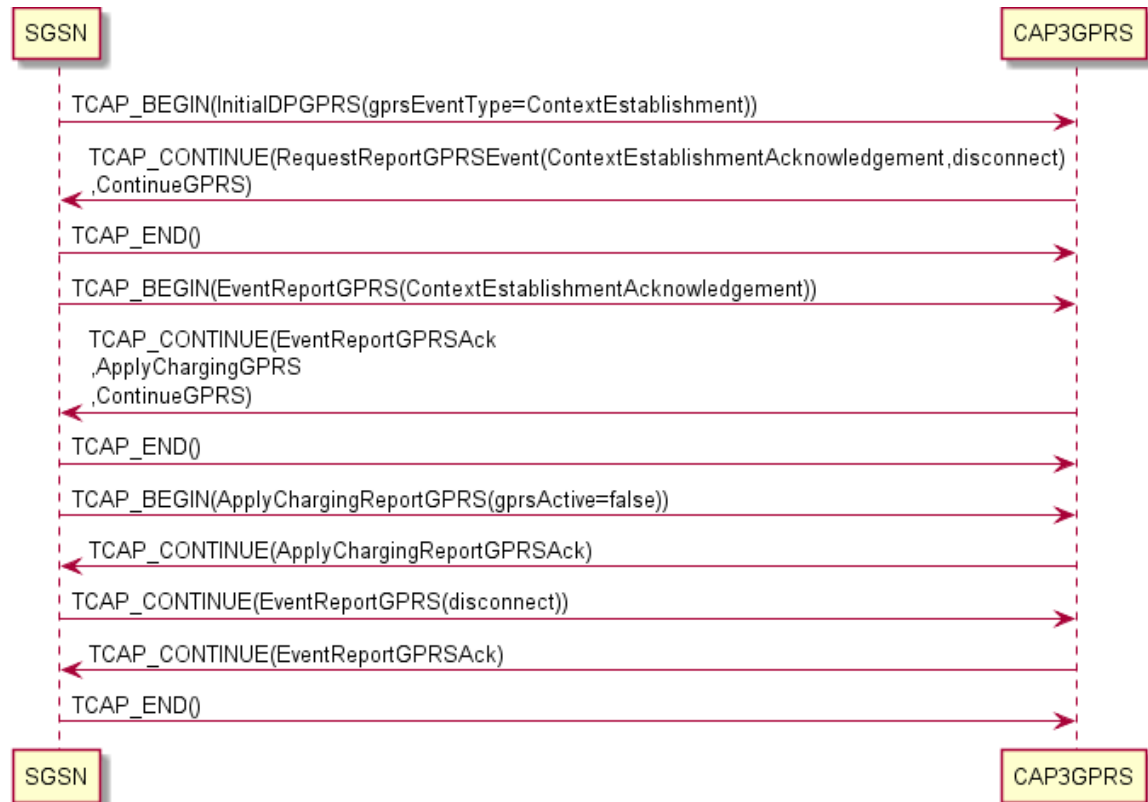 SGSN
CAP3GPRS
TCAP_BEGIN(InitialDPGPRS(gprsEventType=ContextEstablishment))
TCAP_CONTINUE(RequestReportGPRSEvent(ContextEstablishmentAcknowledgement,disconnect)
,ContinueGPRS)
TCAP_END()
TCAP_BEGIN(EventReportGPRS(ContextEstablishmentAcknowledgement))
TCAP_CONTINUE(EventReportGPRSAck
,ApplyChargingGPRS
,ContinueGPRS)
TCAP_END()
TCAP_BEGIN(ApplyChargingReportGPRS(gprsActive=false))
TCAP_CONTINUE(ApplyChargingReportGPRSAck)
TCAP_CONTINUE(EventReportGPRS(disconnect))
TCAP_CONTINUE(EventReportGPRSAck)
TCAP_END()
SGSN
CAP3GPRS